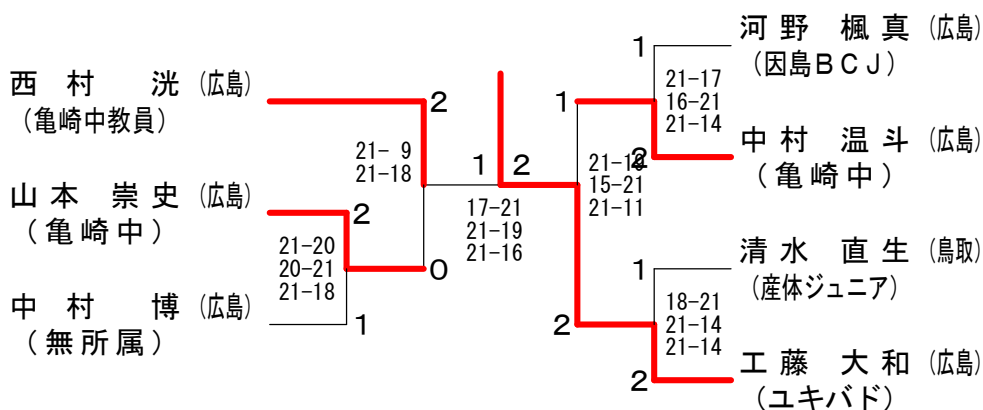 西村 洸 (広島)
(亀崎中教員)
山本 崇史 (広島)
(亀崎中)
中村 博 (広島)
(無所属)
2
21- 9
21-18
2
21-20
20-21
21-18
0
1
1
2
17-21
21-19
21-16
河野 楓真 (広島)
(因島BCJ)
中村 温斗 (広島)
(亀崎中)
清水 直生 (鳥取)
(産体ジュニア)
工藤 大和 (広島)
(ユキバド)
1
21-17
16-21
21-14
2
1
15-21
21-11
1
18-21
21-14
21-14
2
2